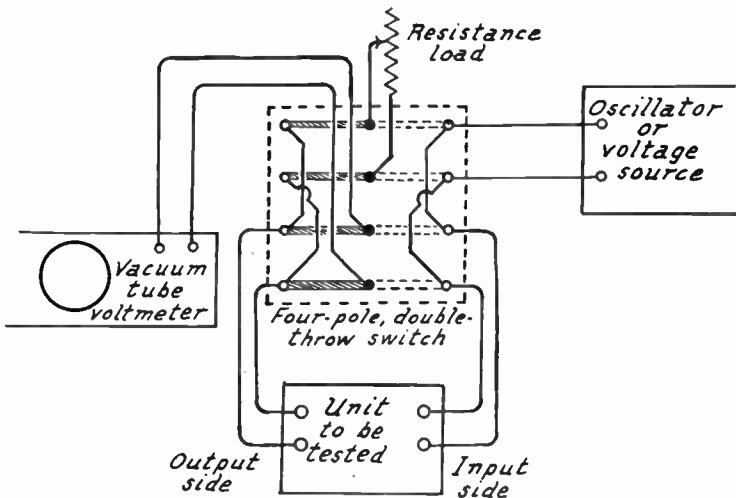 Resistance
load
Oscillator
or
voltage
source
Vacuum
tube
voltmeter
Four-pole, double-
throw switch
Unit
to be
tested
Output
side
Input
side